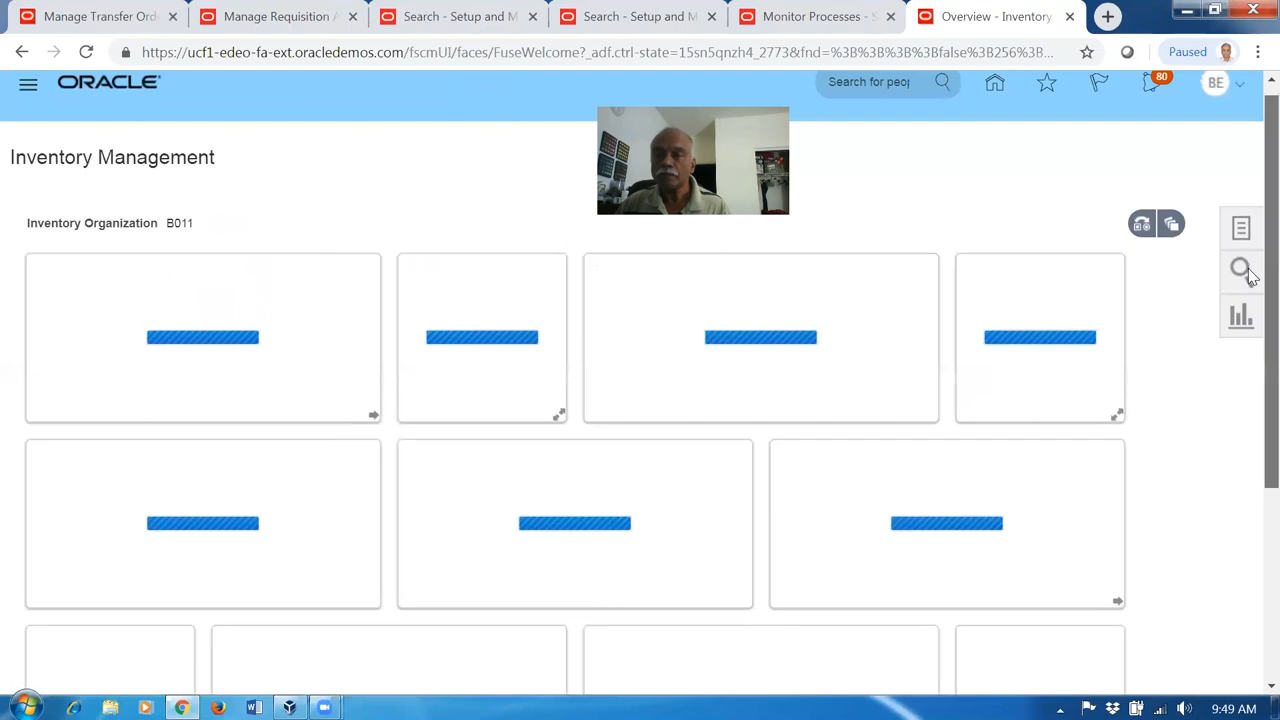 Manage Transfer Ord
Manage Requisition A
Search - Setup and M
Search - Setup and M
Monitor Processes - S
Overview - Inventory
https://ucf1-edeo-fa-ext.oracledemos.com/fscmUI/faces/FuseWelcome?_adf.ctrl-state=15sn5qnzh4_2773&fnd=%3B%3B%3B%3Bfalse%3B256%3B%3B%3B...
Paused
ORACLE
Search for peop
80
BE
Inventory Management
Inventory Organization B011
9:49 AM